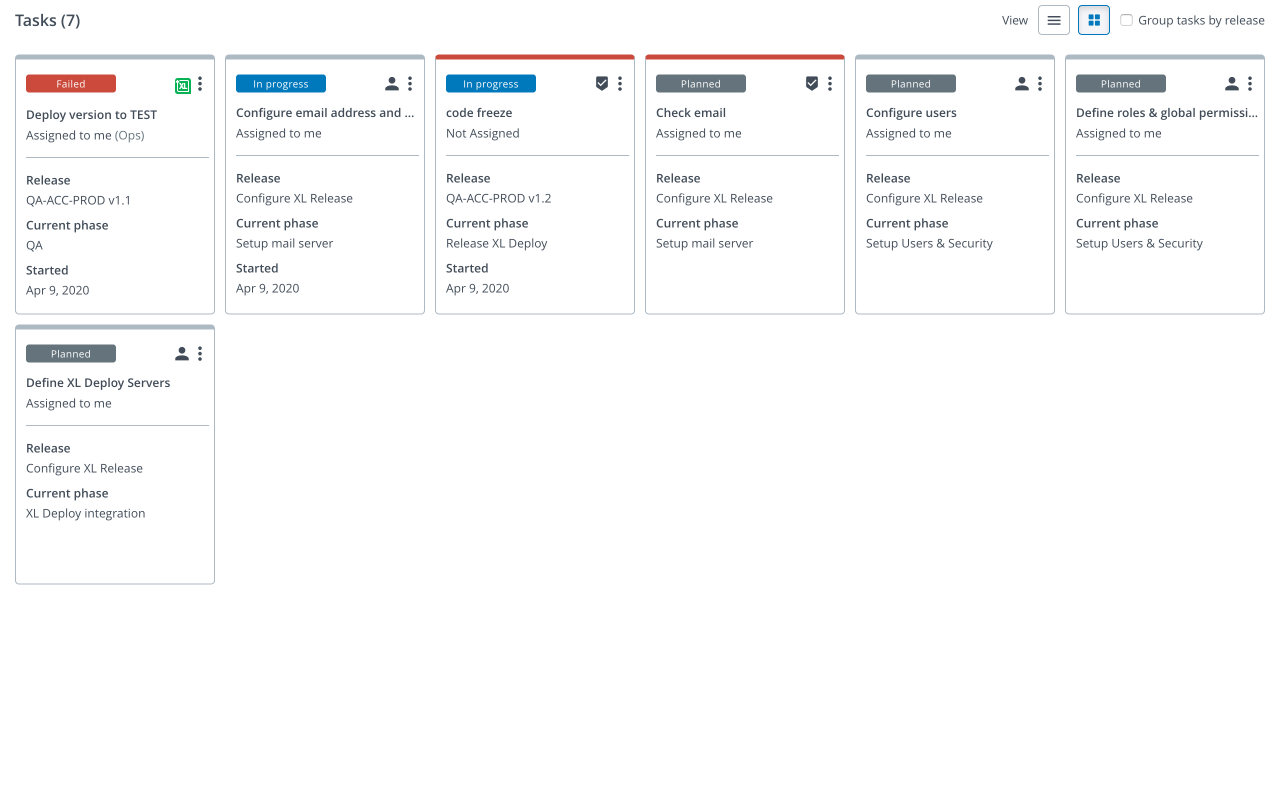 Tasks (7)
View
Group tasks by release
Failed
XL
Deploy version to TEST
Assigned to me (Ops)
Release
QA-ACC-PROD v1.1
Current phase
QA
Started
Apr 9, 2020
In progress
Configure email address and ...
Assigned to me
Release
Configure XL Release
Current phase
Setup mail server
Started
Apr 9, 2020
In progress
code freeze
Not Assigned
Release
QA-ACC-PROD v1.2
Current phase
Release XL Deploy
Started
Apr 9, 2020
Planned
Check email
Assigned to me
Release
Configure XL Release
Current phase
Setup mail server
Planned
Configure users
Assigned to me
Release
Configure XL Release
Current phase
Setup Users & Security
Planned
Define roles & global permissi...
Assigned to me
Release
Configure XL Release
Current phase
Setup Users & Security
Planned
Define XL Deploy Servers
Assigned to me
Release
Configure XL Release
Current phase
XL Deploy integration